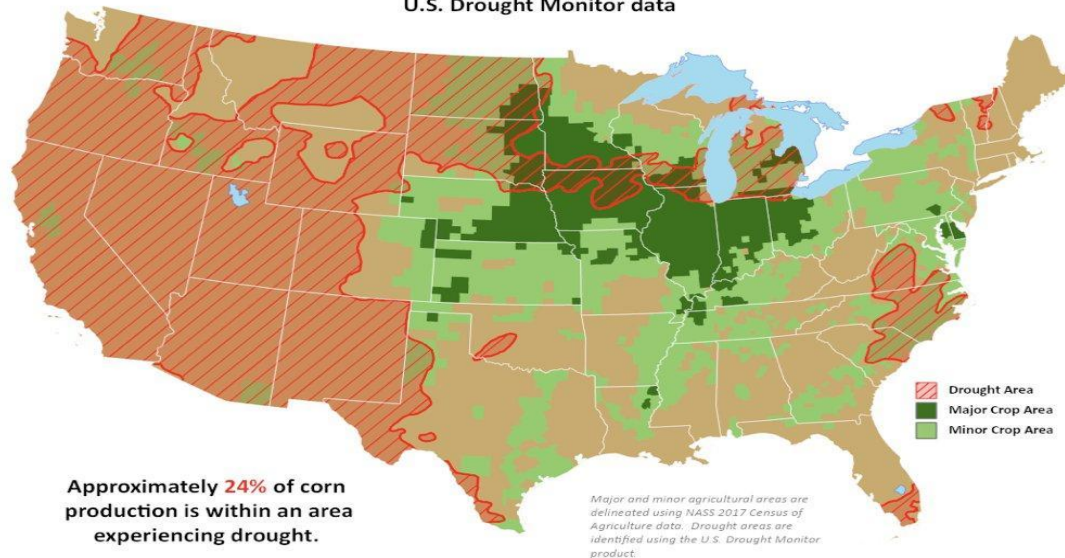 U.S. Drought Monitor data
Drought Area
Major Crop Area
Minor Crop Area
Approximately 24% of corn
production is within an area
experiencing drought.
Major and minor agricultural areas are
delineated using NASS 2017 Census of
Agriculture data. Drought areas are
identified using the U.S. Drought Monitor
product.